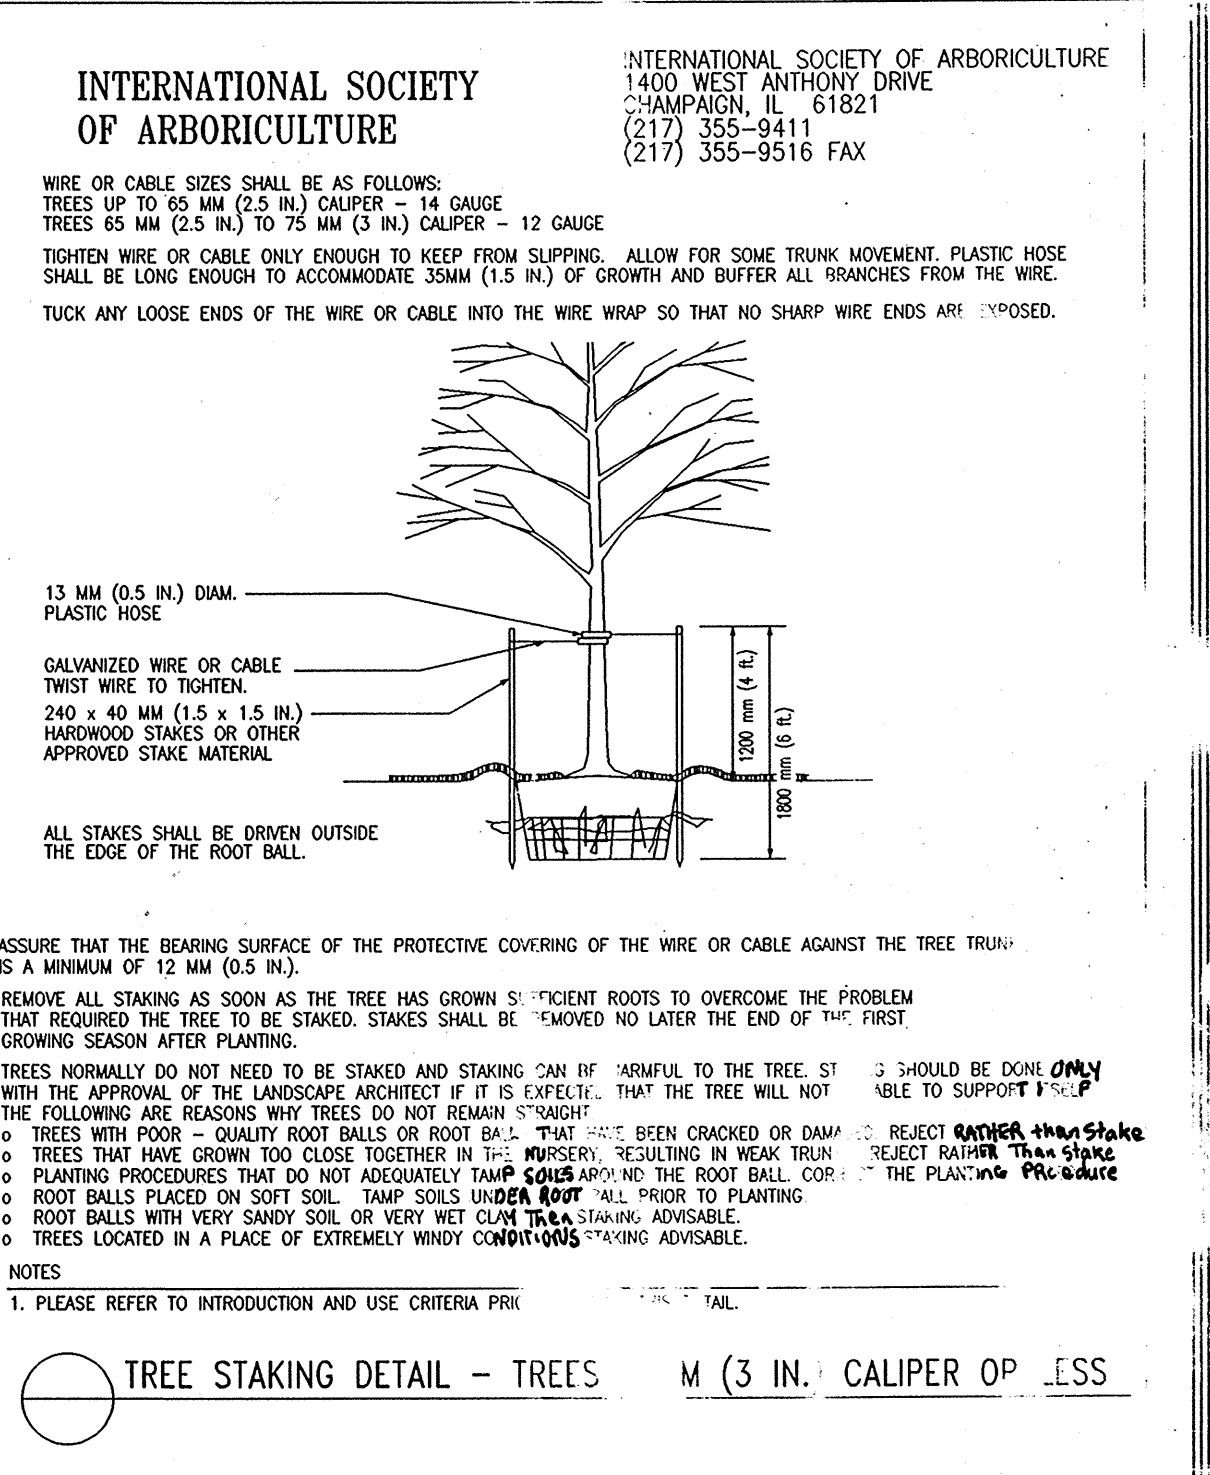 INTERNATIONAL SOCIETY
OF ARBORICULTURE
INTERNATIONAL SOCIETY OF ARBORICULTURE
1400 WEST ANTHONY DRIVE
CHAMPAIGN, IL 61821
(217) 355-9411
(217) 355-9516 FAX
WIRE OR CABLE SIZES SHALL BE AS FOLLOWS:
TREES UP TO 65 MM (2.5 IN.) CALIPER - 14 GAUGE
TREES 65 MM (2.5 IN.) TO 75 MM (3 IN.) CALIPER - 12 GAUGE
TIGHTEN WIRE OR CABLE ONLY ENOUGH TO KEEP FROM SLIPPING. ALLOW FOR SOME TRUNK MOVEMENT. PLASTIC HOSE
SHALL BE LONG ENOUGH TO ACCOMMODATE 35MM (1.5 IN.) OF GROWTH AND BUFFER ALL BRANCHES FROM THE WIRE.
TUCK ANY LOOSE ENDS OF THE WIRE OR CABLE INTO THE WIRE WRAP SO THAT NO SHARP WIRE ENDS ARE EXPOSED.
13 MM (0.5 IN.) DIAM.
PLASTIC HOSE
GALVANIZED WIRE OR CABLE
TWIST WIRE TO TIGHTEN.
240 x 40 MM (1.5 x 1.5 IN.)
HARDWOOD STAKES OR OTHER
APPROVED STAKE MATERIAL
1200 mm (4 ft.)
1800 mm (6 ft.)
ALL STAKES SHALL BE DRIVEN OUTSIDE
THE EDGE OF THE ROOT BALL.
ASSURE THAT THE BEARING SURFACE OF THE PROTECTIVE COVERING OF THE WIRE OR CABLE AGAINST THE TREE TRUNK
IS A MINIMUM OF 12 MM (0.5 IN.).
REMOVE ALL STAKING AS SOON AS THE TREE HAS GROWN SUFFICIENT ROOTS TO OVERCOME THE PROBLEM
THAT REQUIRED THE TREE TO BE STAKED. STAKES SHALL BE REMOVED NO LATER THE END OF THE FIRST
GROWING SEASON AFTER PLANTING.
TREES NORMALLY DO NOT NEED TO BE STAKED AND STAKING CAN BE HARMFUL TO THE TREE. ST G SHOULD BE DONE ONLY
WITH THE APPROVAL OF THE LANDSCAPE ARCHITECT IF IT IS EXPECTED THAT THE TREE WILL NOT ABLE TO SUPPORT ITSELF
THE FOLLOWING ARE REASONS WHY TREES DO NOT REMAIN STRAIGHT
o TREES WITH POOR - QUALITY ROOT BALLS OR ROOT BALL THAT HAVE BEEN CRACKED OR DAMAGED. REJECT RATHER than Stake
o TREES THAT HAVE GROWN TOO CLOSE TOGETHER IN THE NURSERY, RESULTING IN WEAK TRUN REJECT RATHER Than Stake
o PLANTING PROCEDURES THAT DO NOT ADEQUATELY TAMP SOILS AROUND THE ROOT BALL. CORRECT THE PLANTing PRocedure
o ROOT BALLS PLACED ON SOFT SOIL. TAMP SOILS UNDER ROOT BALL PRIOR TO PLANTING
o ROOT BALLS WITH VERY SANDY SOIL OR VERY WET CLAY Then STAKING ADVISABLE.
o TREES LOCATED IN A PLACE OF EXTREMELY WINDY CONDITIONS STAKING ADVISABLE.
NOTES
1. PLEASE REFER TO INTRODUCTION AND USE CRITERIA TAIL.
TREE STAKING DETAIL - TREES M (3 IN.) CALIPER OR LESS